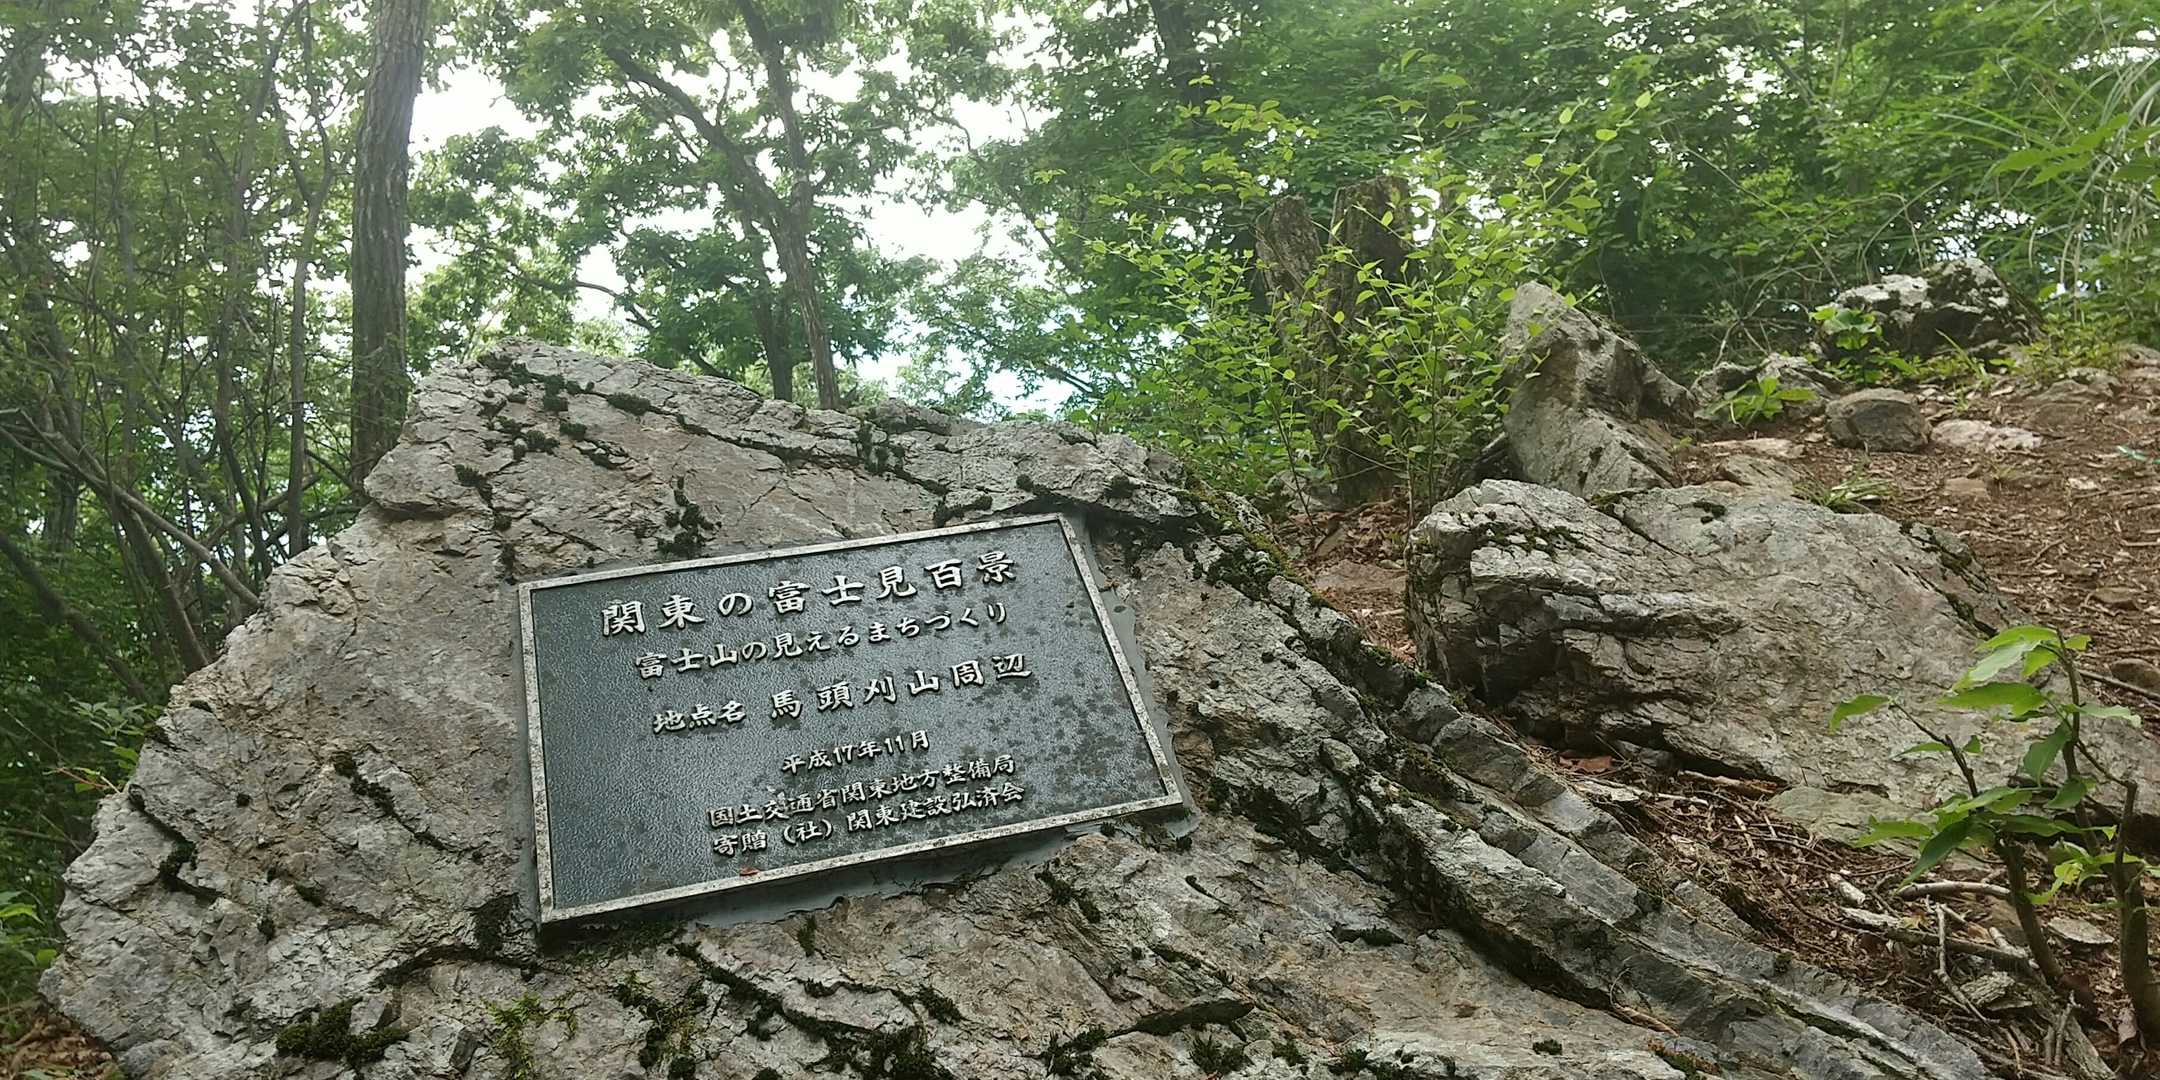 関東の富士見百景
富士山の見えるまちづくり
地点名 馬頭刈山周辺
平成17年11月
国土交通省関東地方整備局
寄贈（社）関東建設弘済会